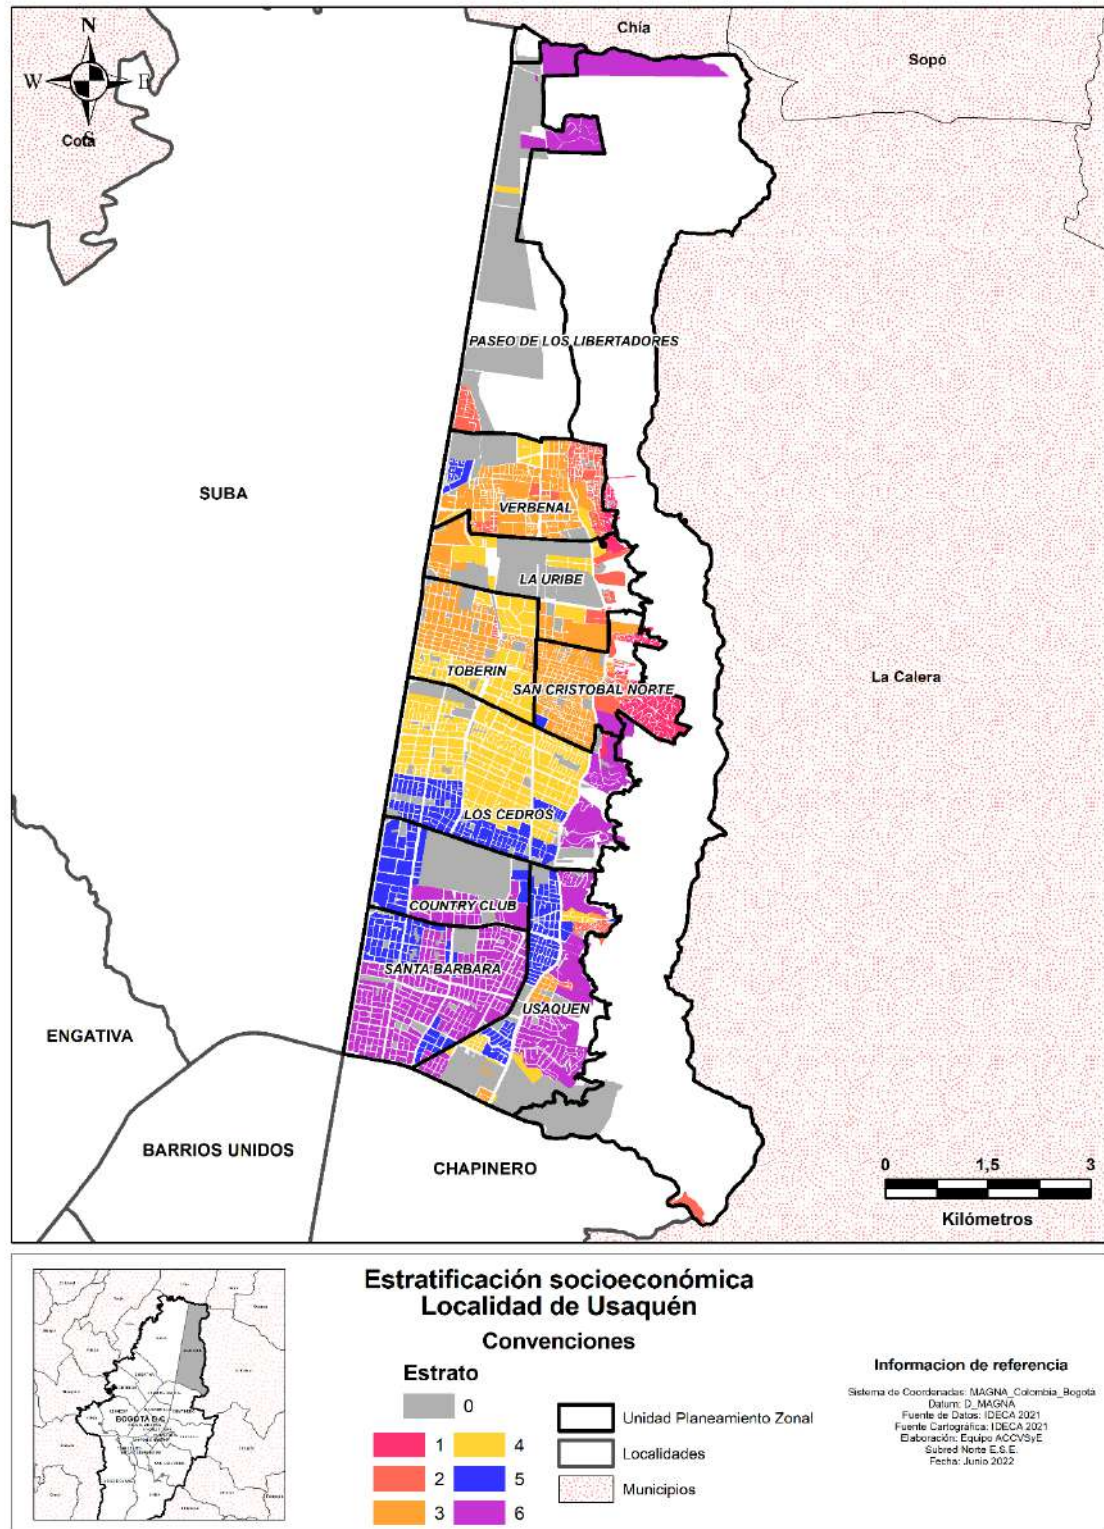 N
W
E
S
Cota
Chía
Sopó
PASEO DE LOS LIBERTADORES
SUBA
VERBENAL
LA URIBE
TOBERIN
SAN CRISTOBAL NORTE
La Calera
LOS CEDROS
COUNTRY CLUB
SANTA BARBARA
USAQUEN
ENGATIVA
BARRIOS UNIDOS
CHAPINERO
0 1,5 3
Kilómetros
Estratificación socioeconómica
Localidad de Usaquén
Convenciones
Estrato
0
1 4
2 5
3 6
Unidad Planeamiento Zonal
Localidades
Municipios
Informacion de referencia
Sistema de Coordenadas: MAGNA_Colombia_Bogotá
Datum: D_MAGNA
Fuente de Datos: IDECA 2021
Fuente Cartográfica: IDECA 2021
Elaboración: Equipo ACCVSyE
Subred Norte E.S.E.
Fecha: Junio 2022
BOGOTÁ D.C.